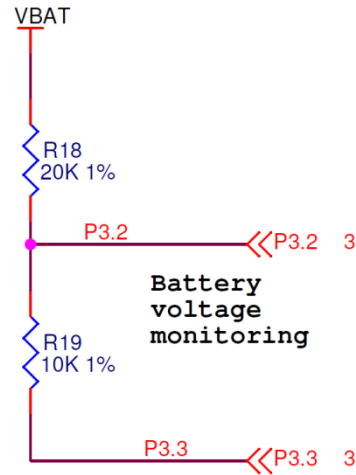 VBAT
R18
20K 1%
P3.2
P3.2 3
Battery
voltage
monitoring
R19
10K 1%
P3.3
P3.3 3